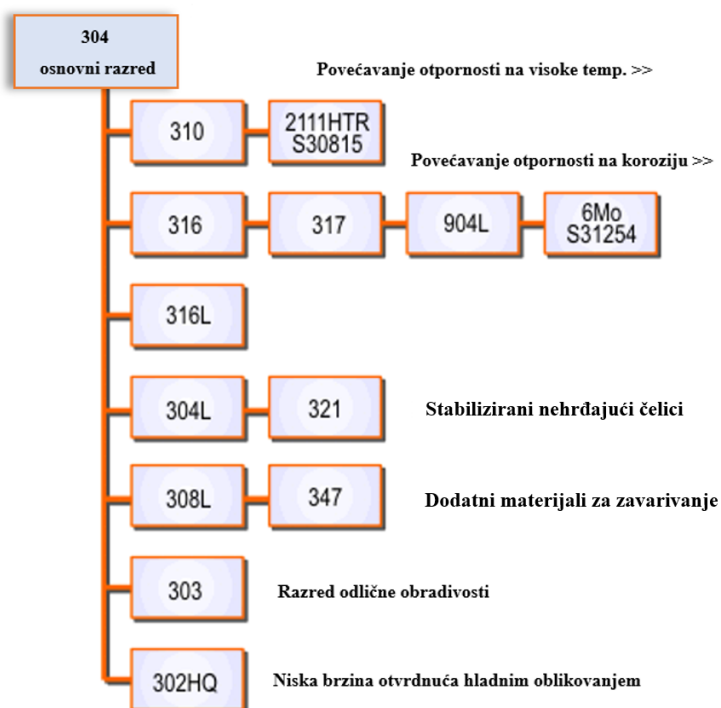 304
osnovni razred
Povećavanje otpornosti na visoke temp. >>
310
2111HTR
S30815
Povećavanje otpornosti na koroziju >>
316
317
904L
6Mo
S31254
316L
304L
321
Stabilizirani nehrđajući čelici
308L
347
Dodatni materijali za zavarivanje
303
Razred odlične obradivosti
302HQ
Niska brzina otvrdnuća hladnim oblikovanjem